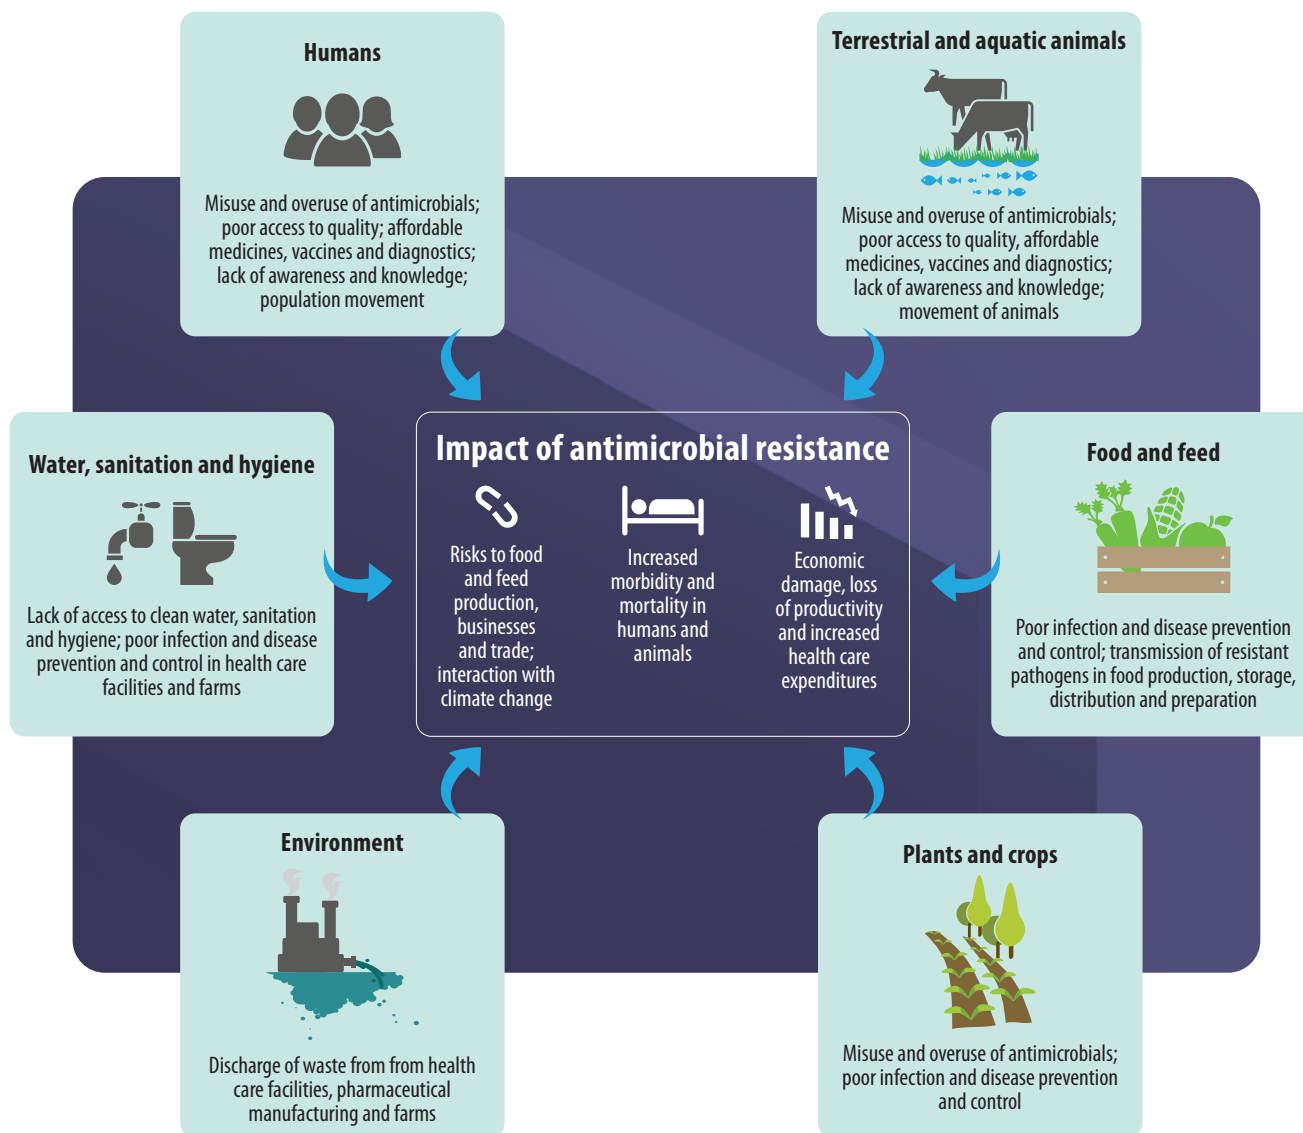 Humans
Misuse and overuse of antimicrobials;
poor access to quality; affordable
medicines, vaccines and diagnostics;
lack of awareness and knowledge;
population movement
Terrestrial and aquatic animals
Misuse and overuse of antimicrobials;
poor access to quality, affordable
medicines, vaccines and diagnostics;
lack of awareness and knowledge;
movement of animals
Water, sanitation and hygiene
Lack of access to clean water, sanitation
and hygiene; poor infection and disease
prevention and control in health care
facilities and farms
Impact of antimicrobial resistance
Risks to food
and feed
production,
businesses
and trade;
interaction with
climate change
Increased
morbidity and
mortality in
humans and
animals
Economic
damage, loss
of productivity
and increased
health care
expenditures
Food and feed
Poor infection and disease prevention
and control; transmission of resistant
pathogens in food production, storage,
distribution and preparation
Environment
Discharge of waste from from health
care facilities, pharmaceutical
manufacturing and farms
Plants and crops
Misuse and overuse of antimicrobials;
poor infection and disease prevention
and control